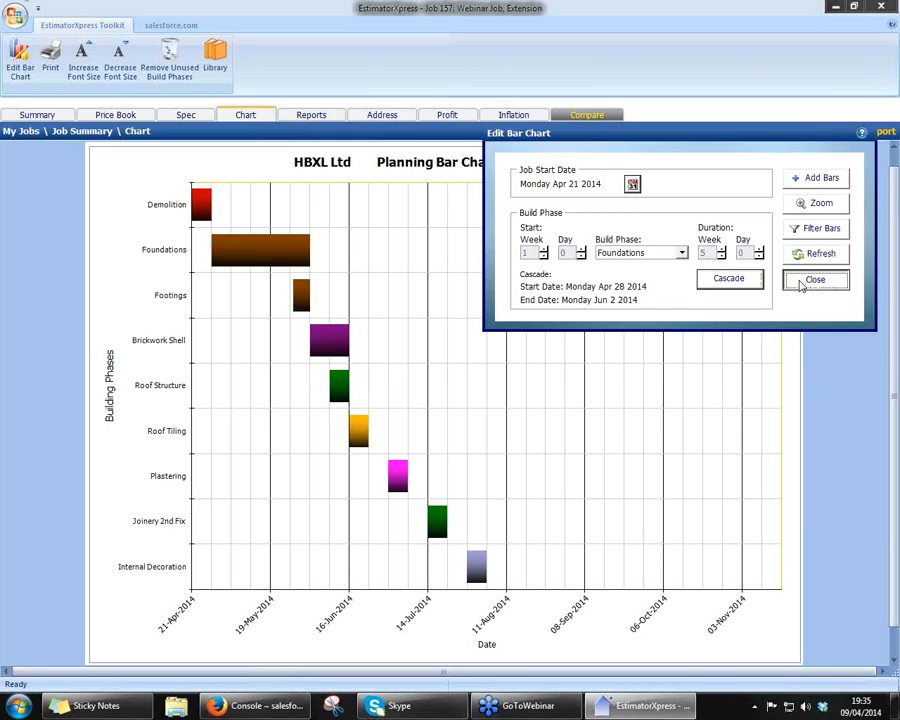 EstimatorXpress - Job 157: Webinar Job, Extension
EstimatorXpress Toolkit salesforce.com
Edit Bar Chart
Print
Increase Font Size
Decrease Font Size
Remove Unused Build Phases
Library
Summary Price Book Spec Chart Reports Address Profit Inflation Compare
My Jobs \ Job Summary \ Chart
port
Edit Bar Chart
Job Start Date
Monday Apr 21 2014
Add Bars
Zoom
Filter Bars
Refresh
Close
Build Phase
Start: Duration:
Week Day Build Phase: Week Day
1 0 Foundations 5 0
Cascade:
Cascade
Start Date: Monday Apr 28 2014
End Date: Monday Jun 2 2014
HBXL Ltd Planning Bar Cha
Building Phases
Demolition
Foundations
Footings
Brickwork Shell
Roof Structure
Roof Tiling
Plastering
Joinery 2nd Fix
Internal Decoration
21-Apr-2014 19-May-2014 16-Jun-2014 14-Jul-2014 11-Aug-2014 08-Sep-2014 06-Oct-2014 03-Nov-2014
Date
Ready
Sticky Notes
Console ~ salesfo...
Skype
GoToWebinar
EstimatorXpress - ...
19:35
09/04/2014